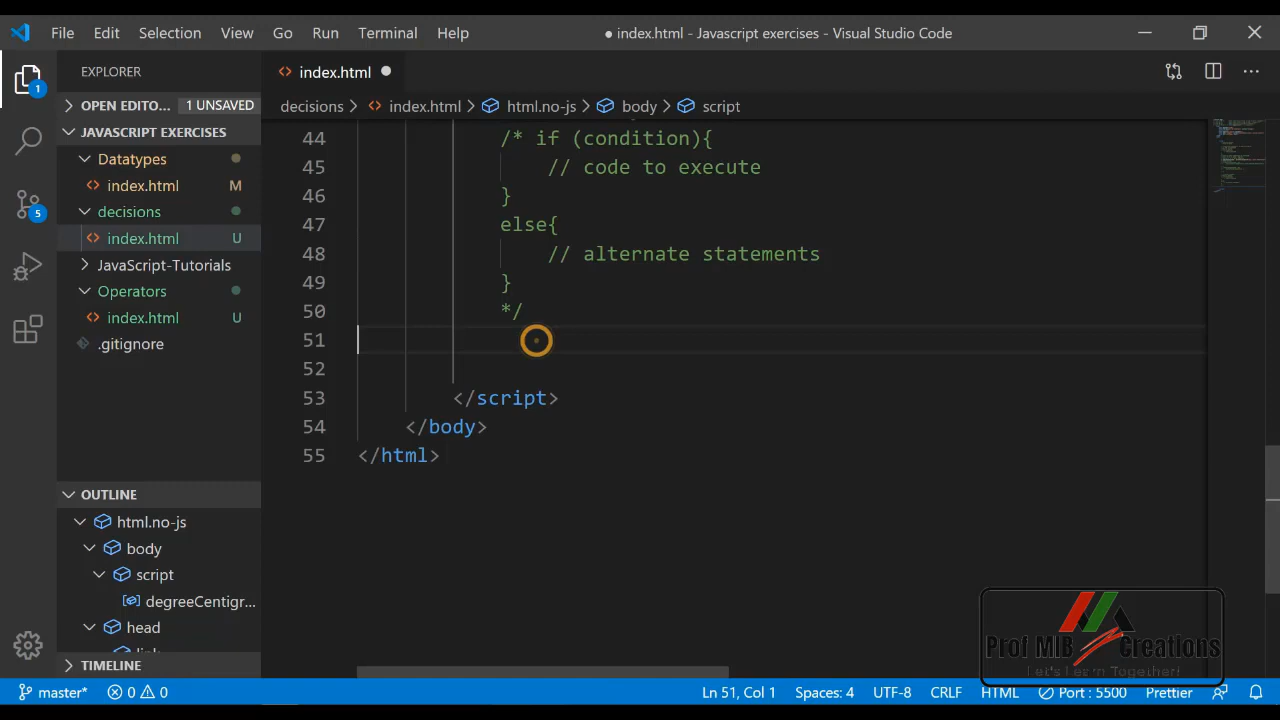 File Edit Selection View Go Run Terminal Help
● index.html - Javascript exercises - Visual Studio Code
EXPLORER
index.html
OPEN EDITO... 1 UNSAVED
decisions > index.html > html.no-js > body > script
JAVASCRIPT EXERCISES
Datatypes
index.html M
decisions
index.html U
JavaScript-Tutorials
Operators
index.html U
.gitignore
1
5
44 /* if (condition){
45 // code to execute
46 }
47 else{
48 // alternate statements
49 }
50 */
51
52
53 </script>
54 </body>
55 </html>
OUTLINE
html.no-js
body
script
degreeCentigr...
head
link
TIMELINE
Prof MIB Creations
Let's Learn Together!
master* 0 0 Ln 51, Col 1 Spaces: 4 UTF-8 CRLF HTML Port : 5500 Prettier